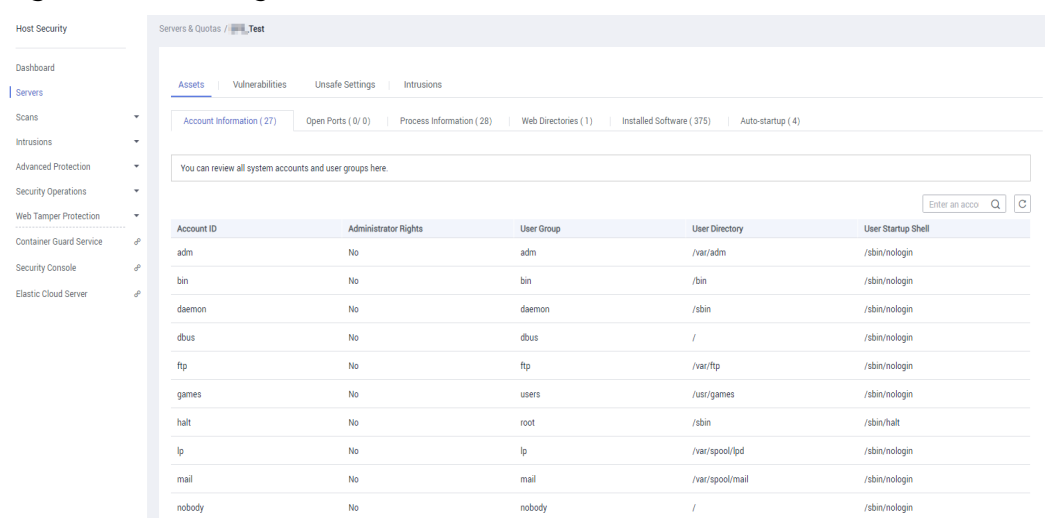 Host Security
Servers & Quotas / _Test
Dashboard
Servers
Scans
Intrusions
Advanced Protection
Security Operations
Web Tamper Protection
Container Guard Service
Security Console
Elastic Cloud Server
Assets Vulnerabilities Unsafe Settings Intrusions
Account Information ( 27 ) Open Ports ( 0/ 0 ) Process Information ( 28 ) Web Directories ( 1 ) Installed Software ( 375 ) Auto-startup ( 4 )
You can review all system accounts and user groups here.
Enter an acco
Account ID Administrator Rights User Group User Directory User Startup Shell
adm No adm /var/adm /sbin/nologin
bin No bin /bin /sbin/nologin
daemon No daemon /sbin /sbin/nologin
dbus No dbus / /sbin/nologin
ftp No ftp /var/ftp /sbin/nologin
games No users /usr/games /sbin/nologin
halt No root /sbin /sbin/halt
lp No lp /var/spool/lpd /sbin/nologin
mail No mail /var/spool/mail /sbin/nologin
nobody No nobody / /sbin/nologin